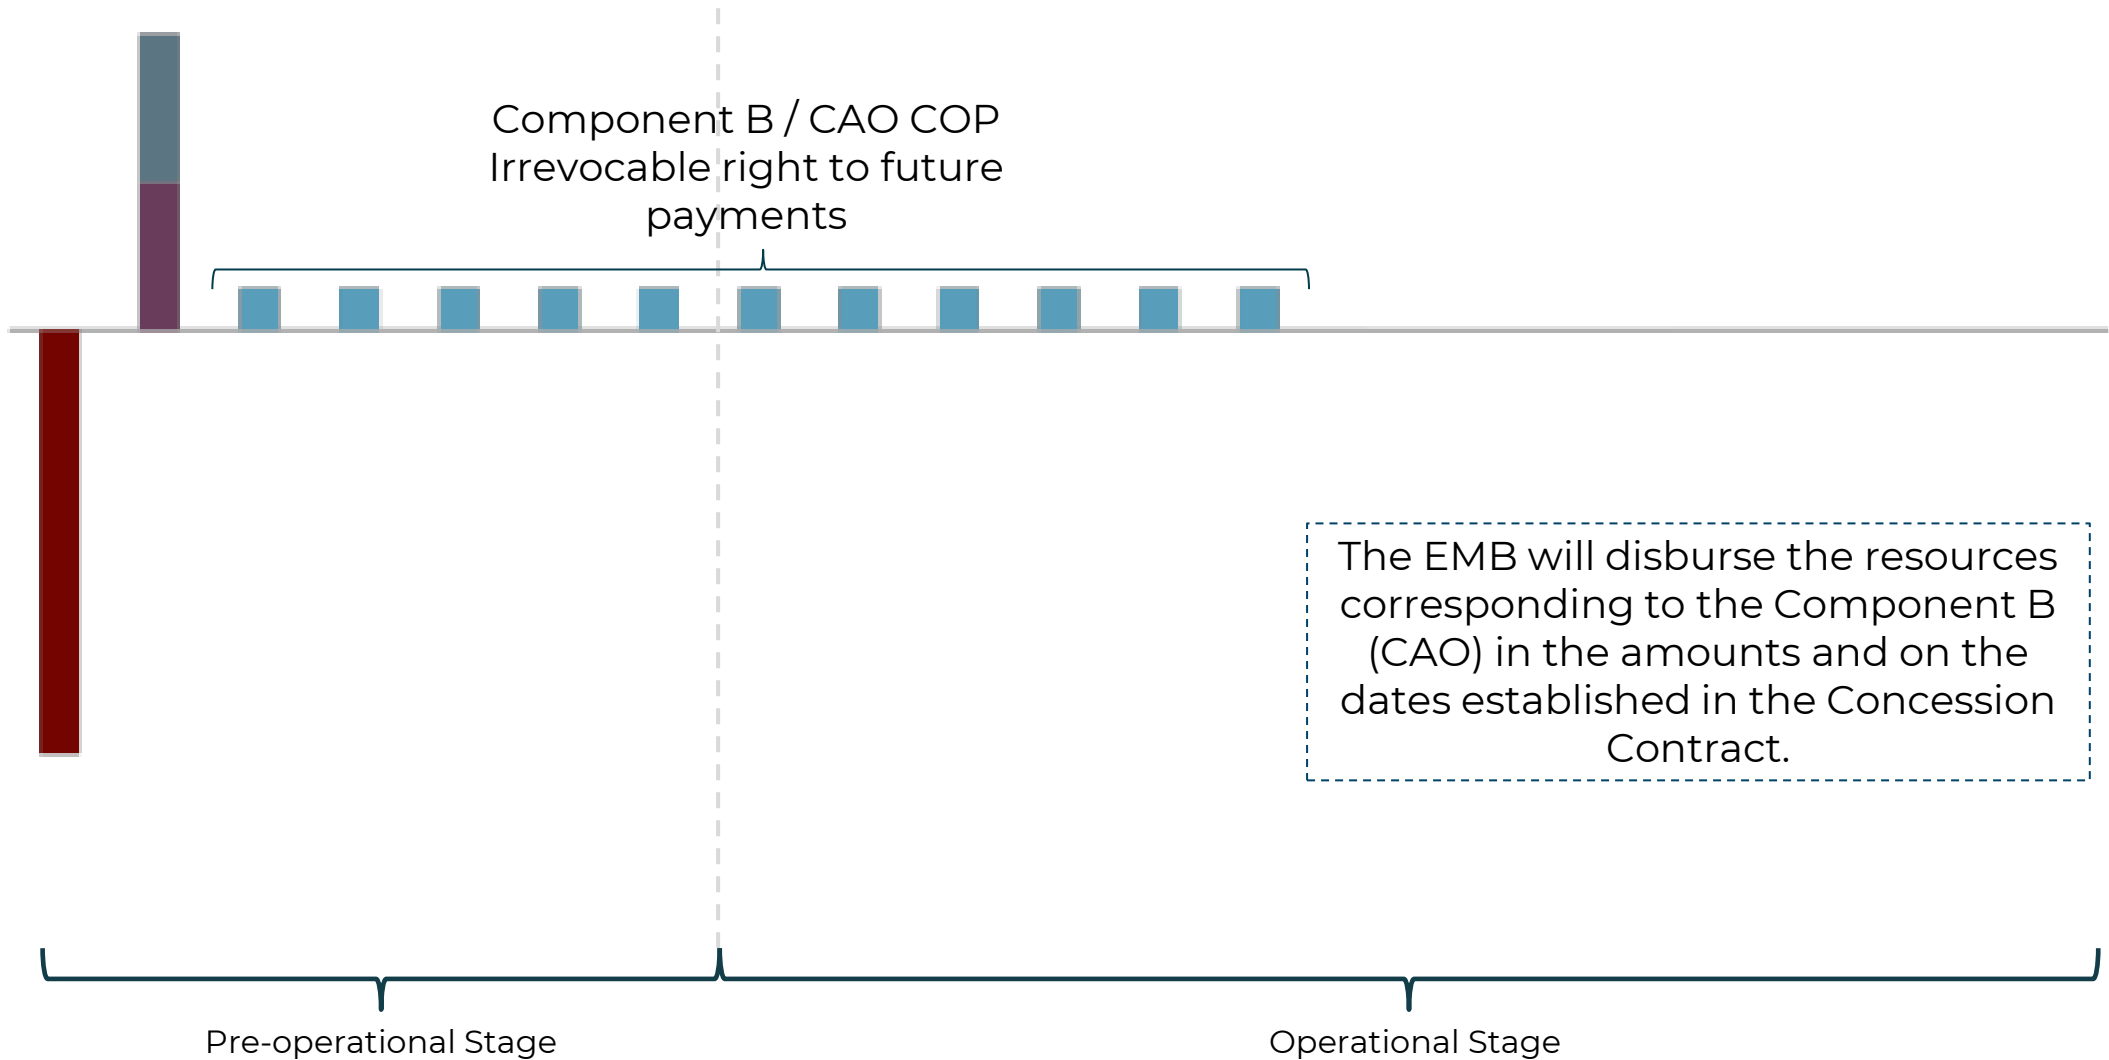 Component B / CAO COP
Irrevocable right to future
payments
The EMB will disburse the resources
corresponding to the Component B
(CAO) in the amounts and on the
dates established in the Concession
Contract.
Pre-operational Stage
Operational Stage